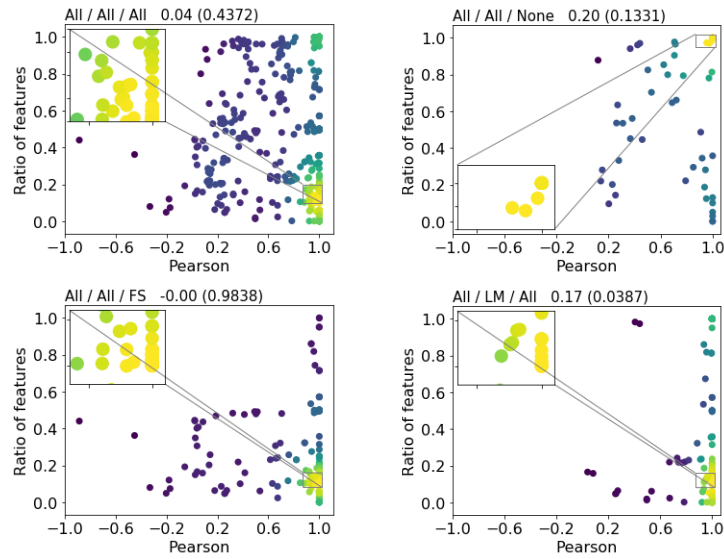 All / All / All   0.04 (0.4372)
Ratio of features
1.0
0.8
0.6
0.4
0.2
0.0
−1.0 −0.6 −0.2 0.2 0.6 1.0
Pearson
All / All / None   0.20 (0.1331)
Ratio of features
1.0
0.8
0.6
0.4
0.2
0.0
−1.0 −0.6 −0.2 0.2 0.6 1.0
Pearson
All / All / FS   -0.00 (0.9838)
Ratio of features
1.0
0.8
0.6
0.4
0.2
0.0
−1.0 −0.6 −0.2 0.2 0.6 1.0
Pearson
All / LM / All   0.17 (0.0387)
Ratio of features
1.0
0.8
0.6
0.4
0.2
0.0
−1.0 −0.6 −0.2 0.2 0.6 1.0
Pearson